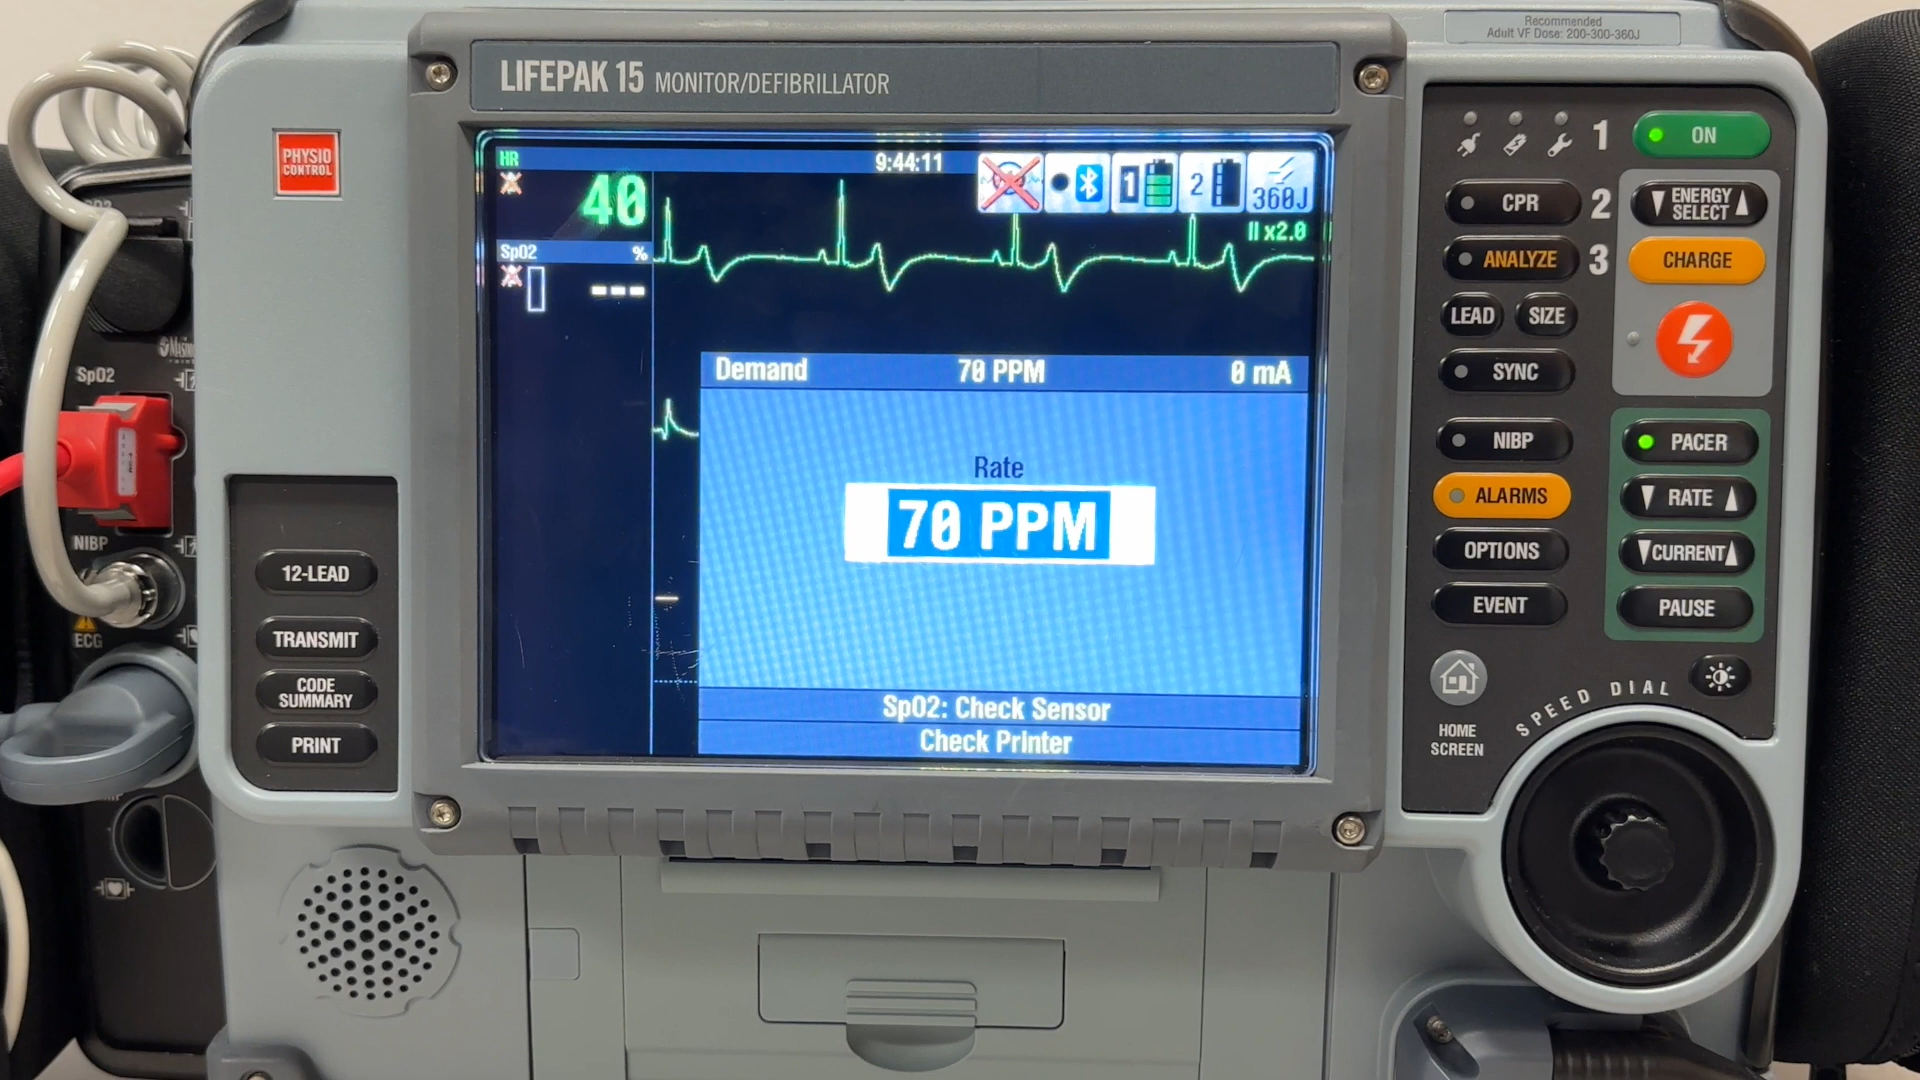 Recommended
Adult VF Dose: 200-300-360J
LIFEPAK 15 MONITOR/DEFIBRILLATOR
PHYSIO
CONTROL
HR
40
9:44:11
1
2
360J
II x2.0
SpO2 %
---
Demand 70 PPM 0 mA
Rate
70 PPM
SpO2: Check Sensor
Check Printer
SpO2
NIBP
ECG
12-LEAD
TRANSMIT
CODE
SUMMARY
PRINT
1 ON
CPR 2 ENERGY
SELECT
ANALYZE 3 CHARGE
LEAD SIZE
SYNC
NIBP PACER
ALARMS RATE
OPTIONS CURRENT
EVENT PAUSE
HOME
SCREEN
SPEED DIAL